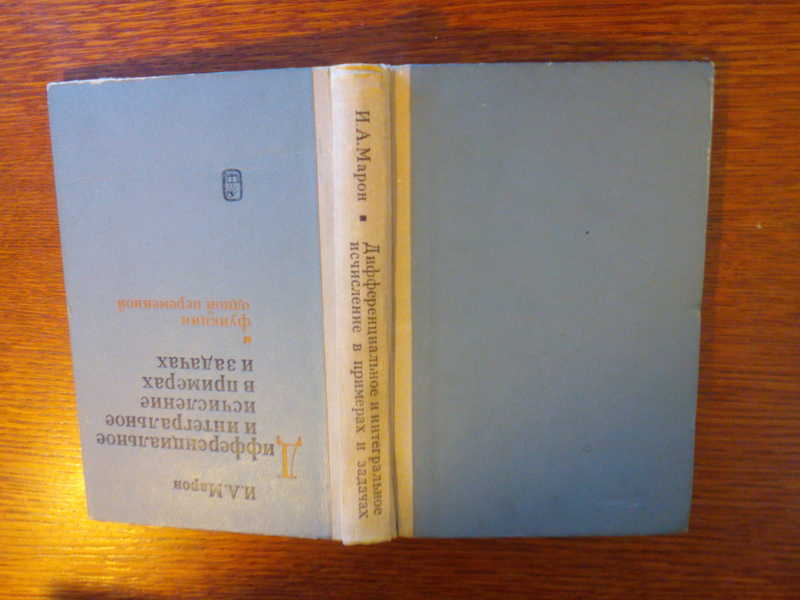 И.А.Марон
Дифференциальное
и интегральное
исчисление
в примерах
и задачах
функции
одной переменной
И.А.Марон ▪ Дифференциальное и интегральное
исчисление в примерах и задачах